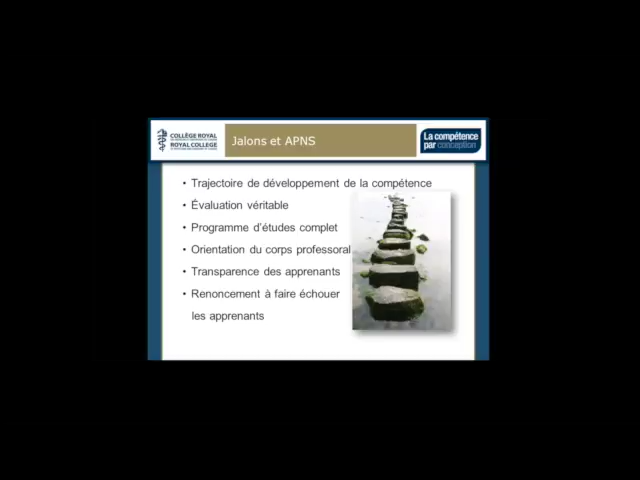 COLLÈGE ROYAL
ROYAL COLLEGE
Jalons et APNS
La compétence
par conception
• Trajectoire de développement de la compétence
• Évaluation véritable
• Programme d’études complet
• Orientation du corps professoral
• Transparence des apprenants
• Renoncement à faire échouer
les apprenants